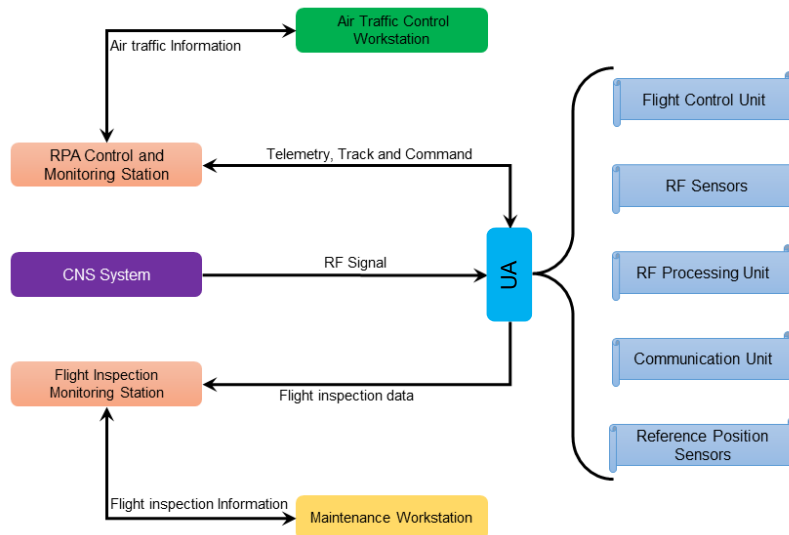 Air Traffic Control
Workstation
Air traffic Information
Flight Control Unit
RPA Control and
Monitoring Station
Telemetry, Track and Command
RF Sensors
CNS System
RF Signal
UA
RF Processing Unit
Flight Inspection
Monitoring Station
Flight inspection data
Communication Unit
Reference Position
Sensors
Flight inspection Information
Maintenance Workstation